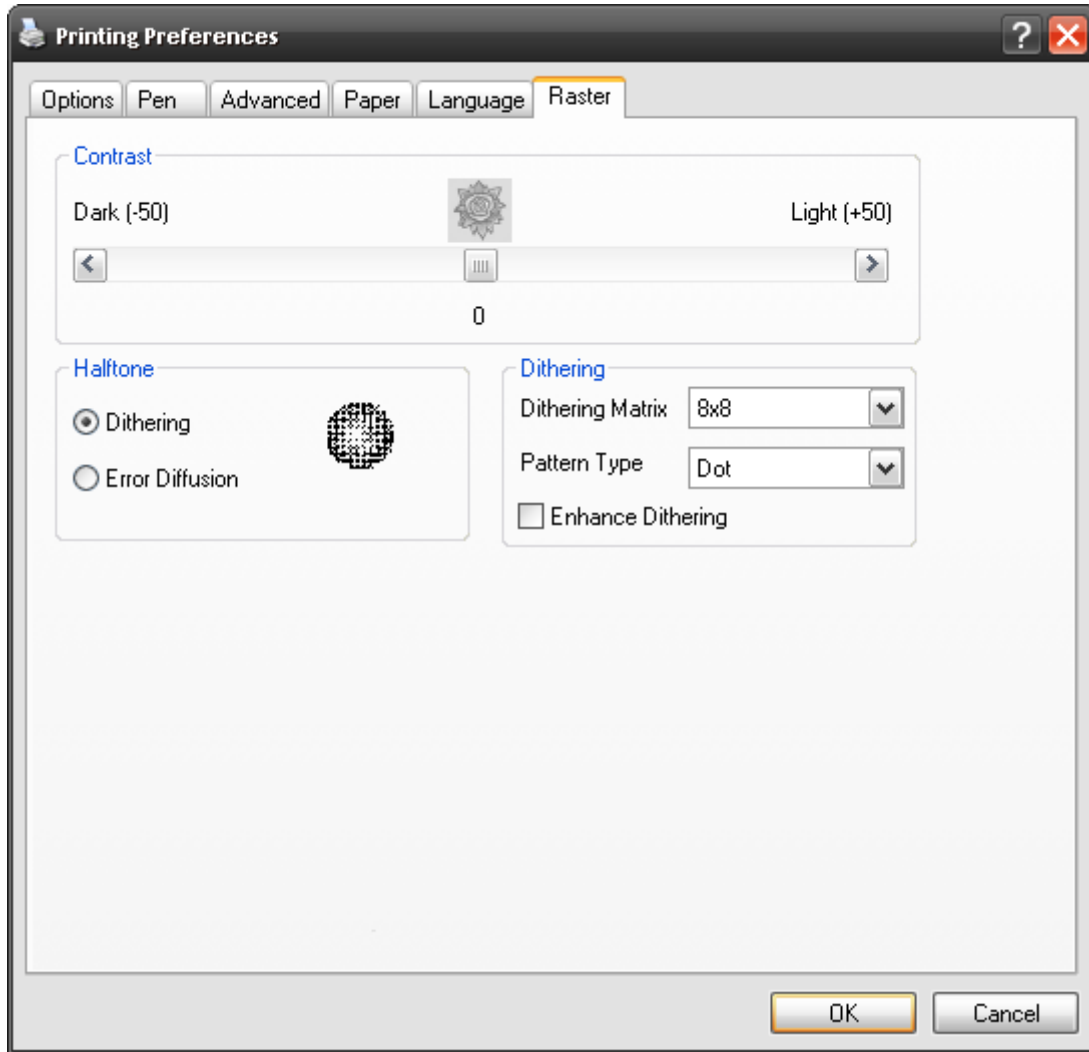 Printing Preferences
Options Pen Advanced Paper Language Raster
Contrast
Dark (-50) Light (+50)
0
Halftone
Dithering
Error Diffusion
Dithering
Dithering Matrix 8x8
Pattern Type Dot
Enhance Dithering
OK Cancel